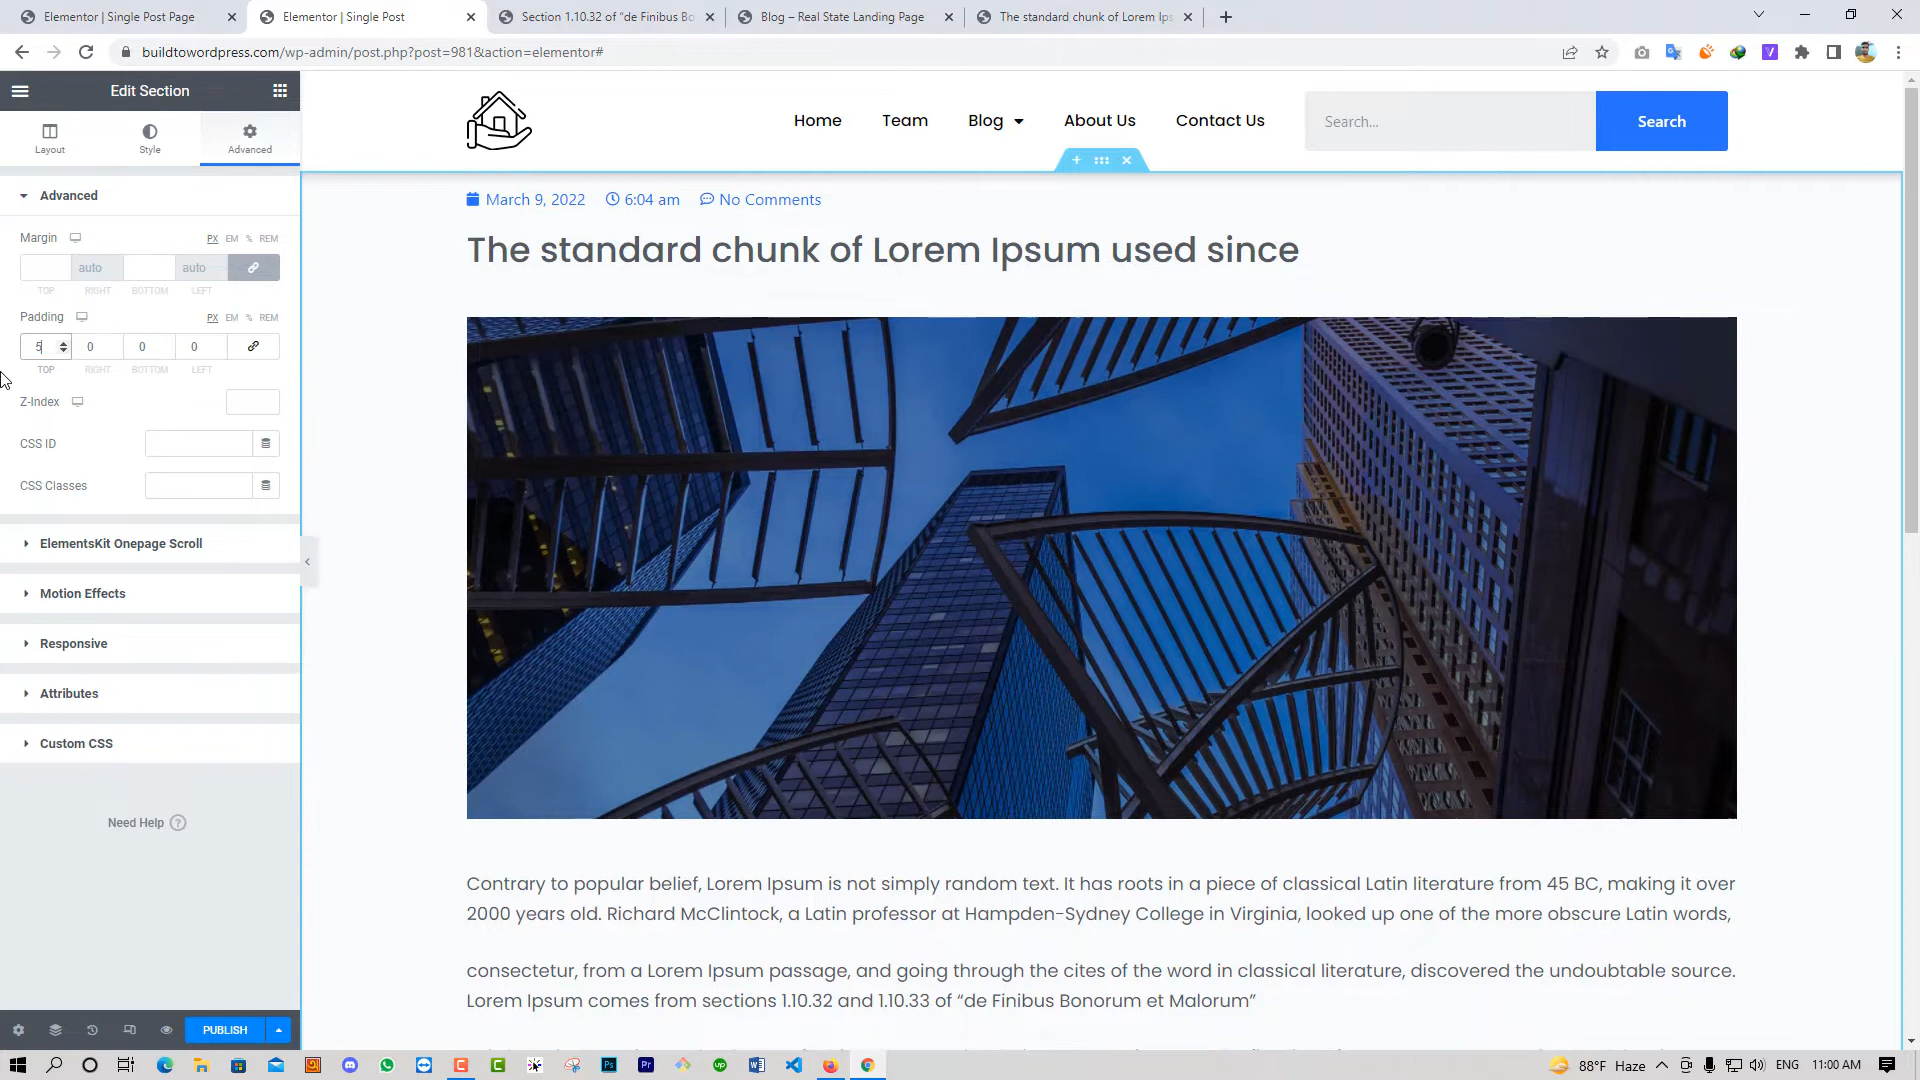 Elementor | Single Post Page
Elementor | Single Post
Section 1.10.32 of “de Finibus Bo
Blog – Real State Landing Page
The standard chunk of Lorem Ips
buildtowordpress.com/wp-admin/post.php?post=981&action=elementor#
Edit Section
Layout
Style
Advanced
Advanced
Margin
PX EM % REM
auto auto
TOP RIGHT BOTTOM LEFT
Padding
PX EM % REM
5 0 0 0
TOP RIGHT BOTTOM LEFT
Z-Index
CSS ID
CSS Classes
ElementsKit Onepage Scroll
Motion Effects
Responsive
Attributes
Custom CSS
Need Help ?
PUBLISH
Home Team Blog About Us Contact Us
Search...
Search
March 9, 2022 6:04 am No Comments
The standard chunk of Lorem Ipsum used since
Contrary to popular belief, Lorem Ipsum is not simply random text. It has roots in a piece of classical Latin literature from 45 BC, making it over
2000 years old. Richard McClintock, a Latin professor at Hampden-Sydney College in Virginia, looked up one of the more obscure Latin words,
consectetur, from a Lorem Ipsum passage, and going through the cites of the word in classical literature, discovered the undoubtable source.
Lorem Ipsum comes from sections 1.10.32 and 1.10.33 of “de Finibus Bonorum et Malorum”
88°F Haze ENG 11:00 AM